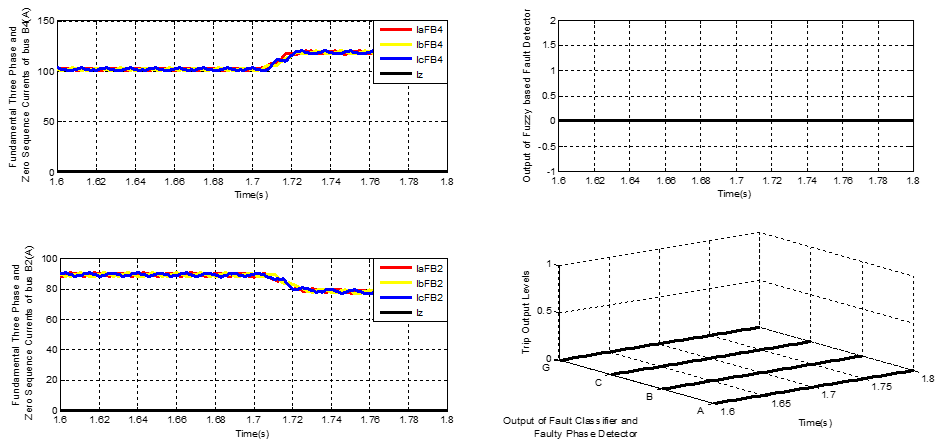 Fundamental Three Phase and
Zero Sequence Currents of bus B4(A)
150
100
50
0
1.6 1.62 1.64 1.66 1.68 1.7 1.72 1.74 1.76 1.78 1.8
Time(s)
IaFB4
IbFB4
IcFB4
Iz
Output of Fuzzy based Fault Detector
2
1.5
1
0.5
0
-0.5
-1
1.6 1.62 1.64 1.66 1.68 1.7 1.72 1.74 1.76 1.78 1.8
Time(s)
Fundamental Three Phase and
Zero Sequence Currents of bus B2(A)
100
80
60
40
20
0
1.6 1.62 1.64 1.66 1.68 1.7 1.72 1.74 1.76 1.78 1.8
Time(s)
IaFB2
IbFB2
IcFB2
Iz
Trip Output Levels
1
0.5
0
G
C
B
A
1.6
1.65
1.7
1.75
1.8
Time(s)
Output of Fault Classifier and
Faulty Phase Detector